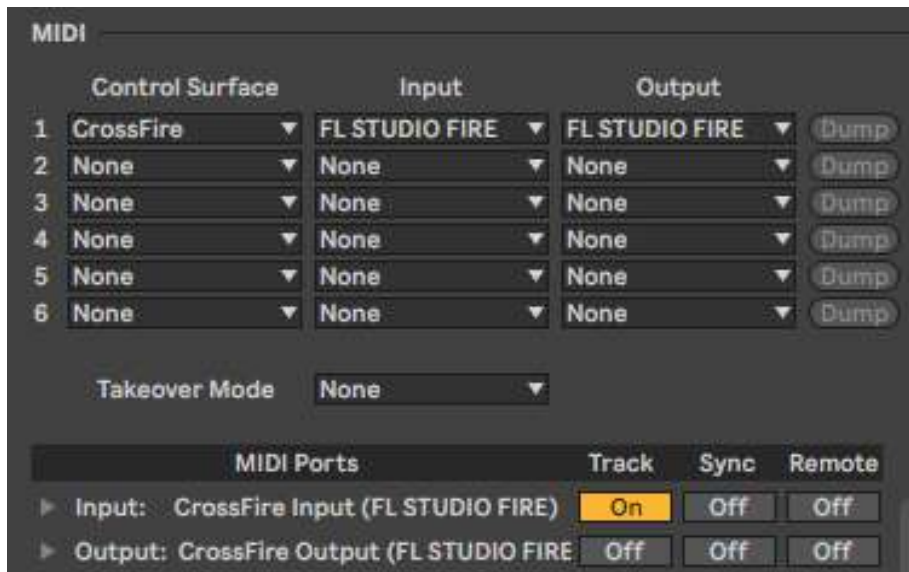 MIDI
Control Surface Input Output
1 CrossFire FL STUDIO FIRE FL STUDIO FIRE Dump
2 None None None Dump
3 None None None Dump
4 None None None Dump
5 None None None Dump
6 None None None Dump
Takeover Mode None
MIDI Ports Track Sync Remote
Input: CrossFire Input (FL STUDIO FIRE) On Off Off
Output: CrossFire Output (FL STUDIO FIRE Off Off Off